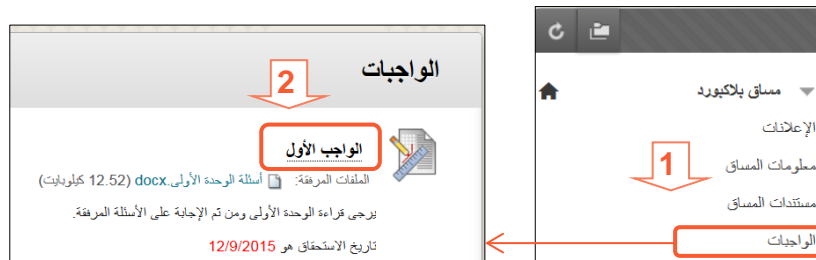 مساق بلاكبورد
الإعلانات
معلومات المساق
1
مستندات المساق
الواجبات
الواجبات
2
الواجب الأول
الملفات المرفقة: أسئلة الوحدة الأولى.docx (12.52 كيلوبايت)
يرجى قراءة الوحدة الأولى ومن ثم الإجابة على الأسئلة المرفقة.
تاريخ الاستحقاق هو 12/9/2015